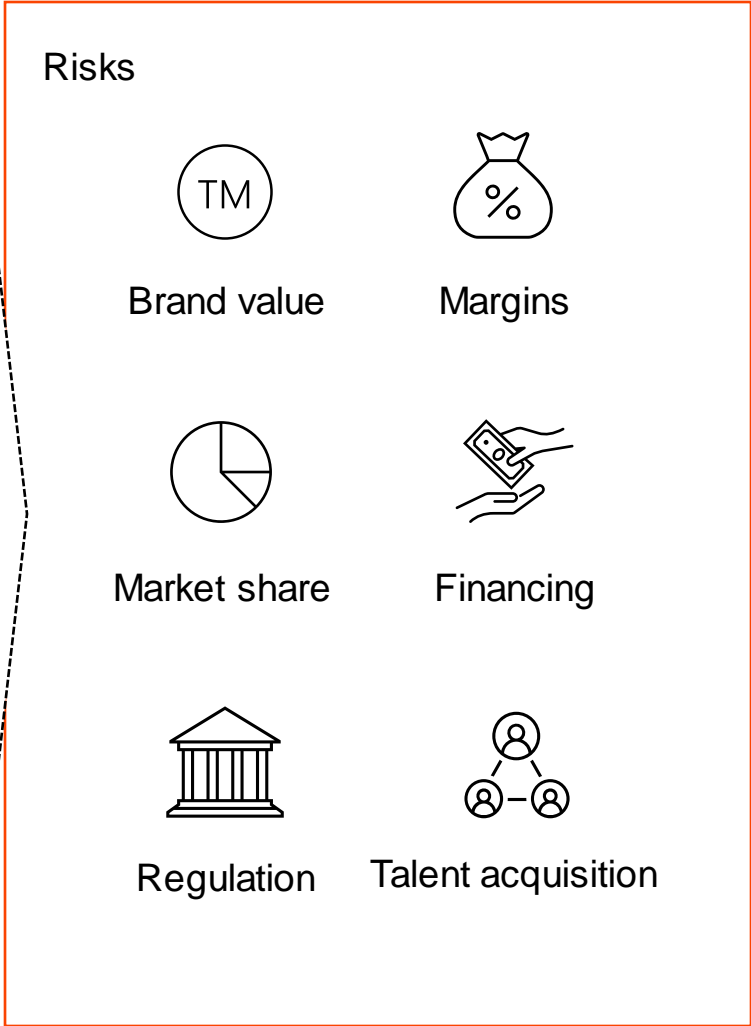 Risks
TM
%
Brand value
Margins
Market share
Financing
Regulation
Talent acquisition